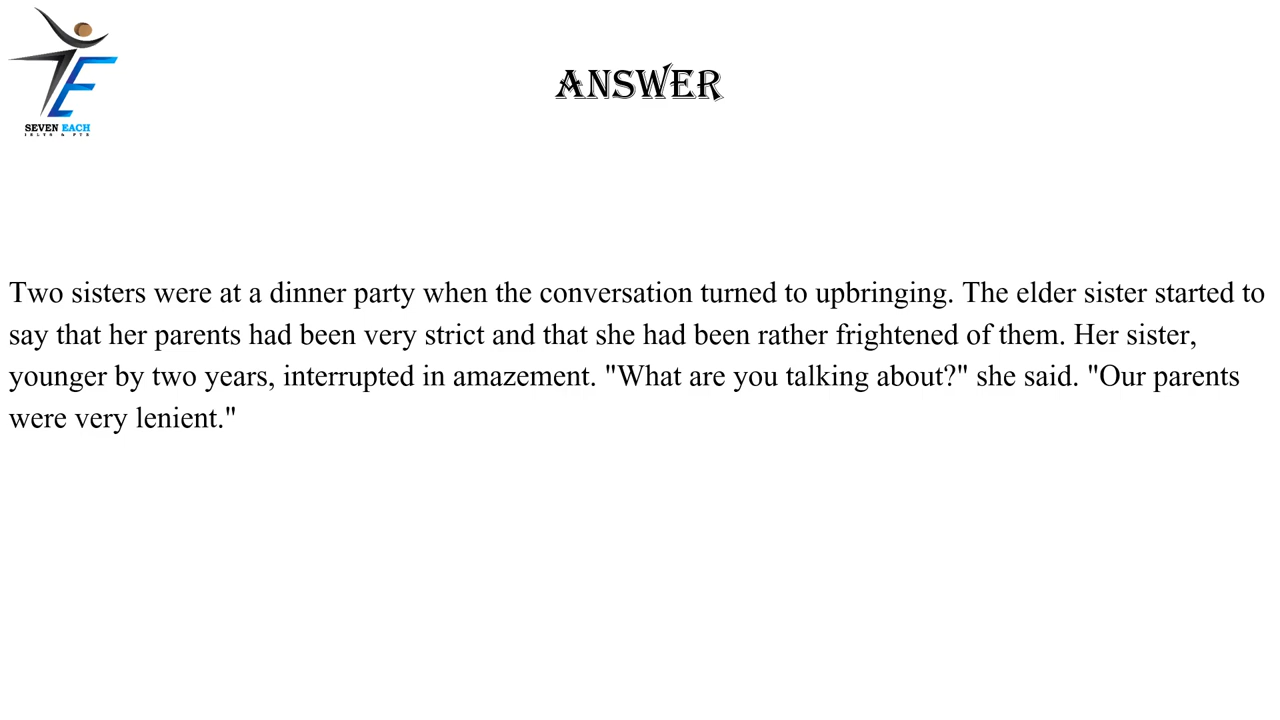 ANSWER
SEVEN EACH
IELTS & PTE
Two sisters were at a dinner party when the conversation turned to upbringing. The elder sister started to
say that her parents had been very strict and that she had been rather frightened of them. Her sister,
younger by two years, interrupted in amazement. "What are you talking about?" she said. "Our parents
were very lenient."